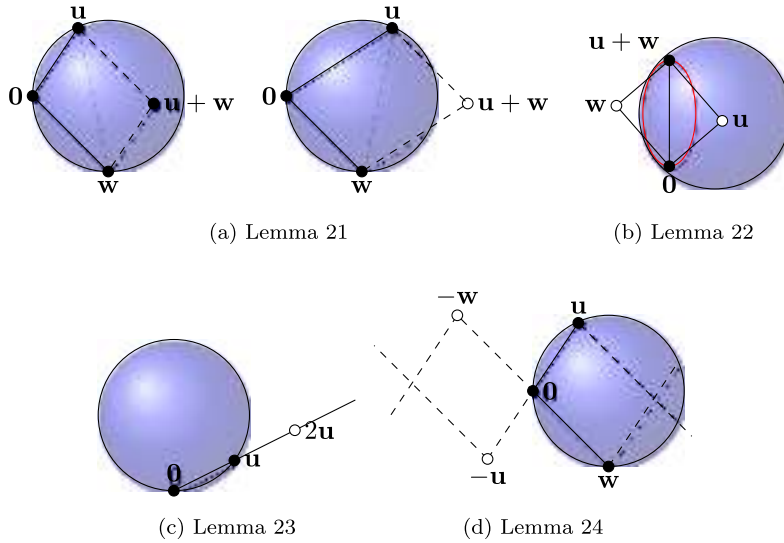 u
u
0
u + w
w
0
u + w
w
u + w
w
u
0
(a) Lemma 21
(b) Lemma 22
0
u
2u
−w
u
0
−u
w
(c) Lemma 23
(d) Lemma 24